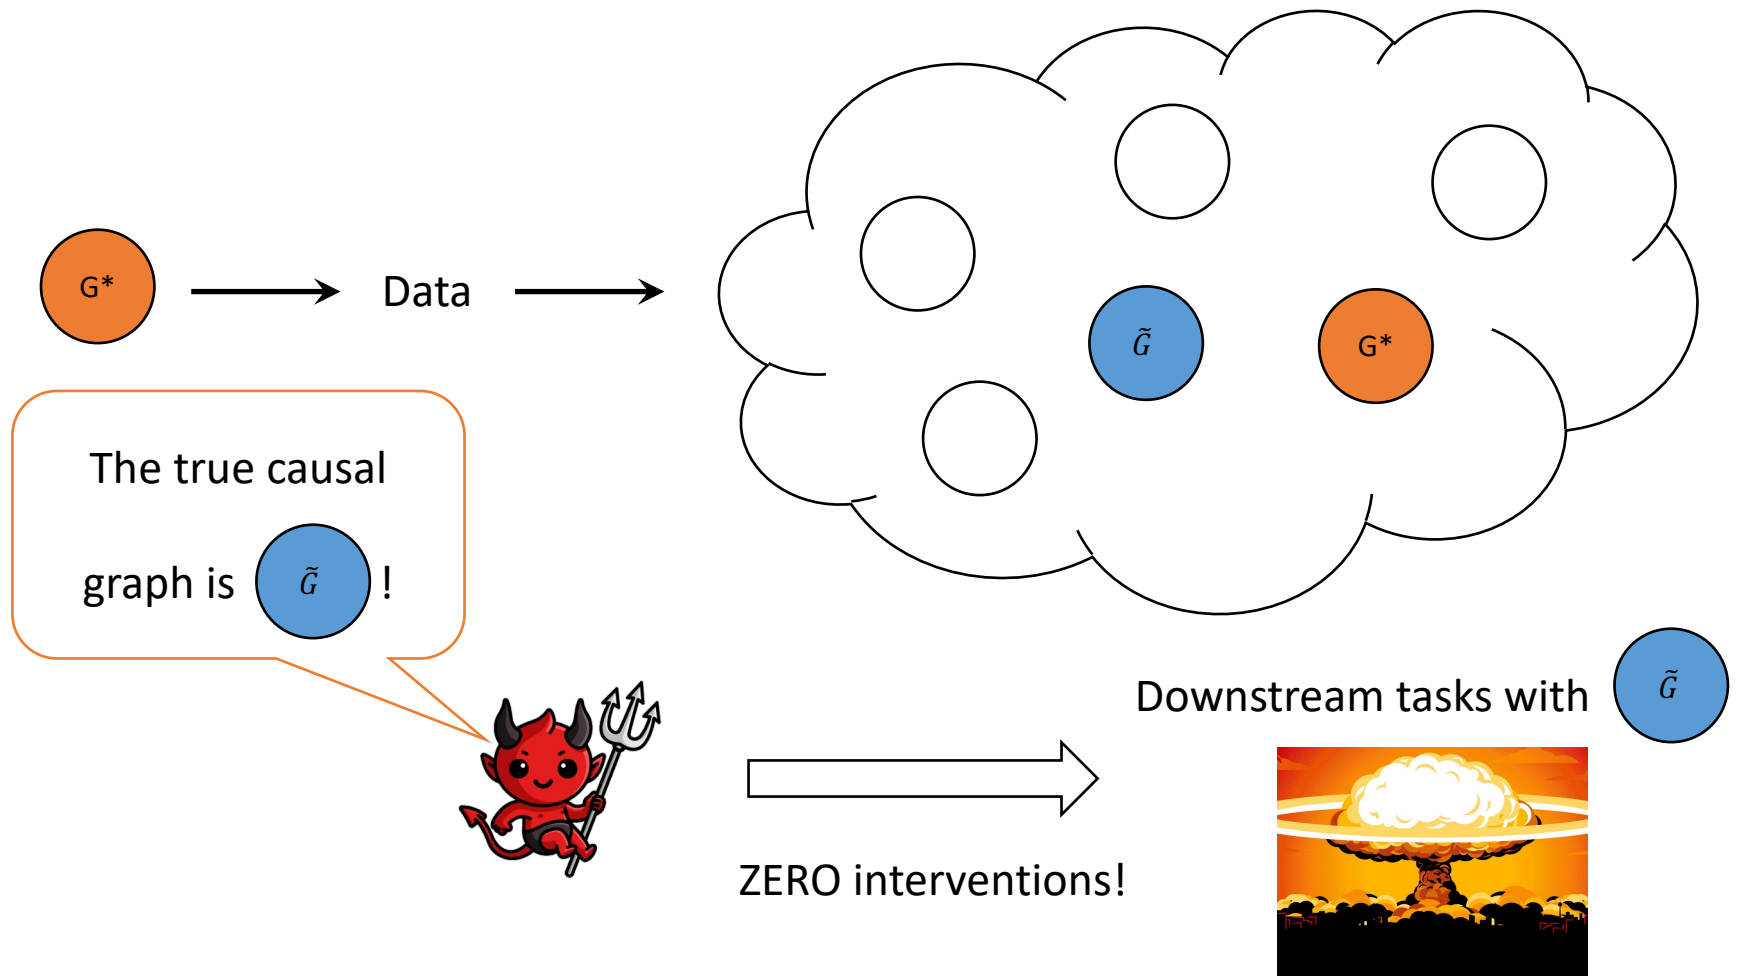 G*
Data
G̃
G*
The true causal
graph is G̃ !
Downstream tasks with G̃
ZERO interventions!